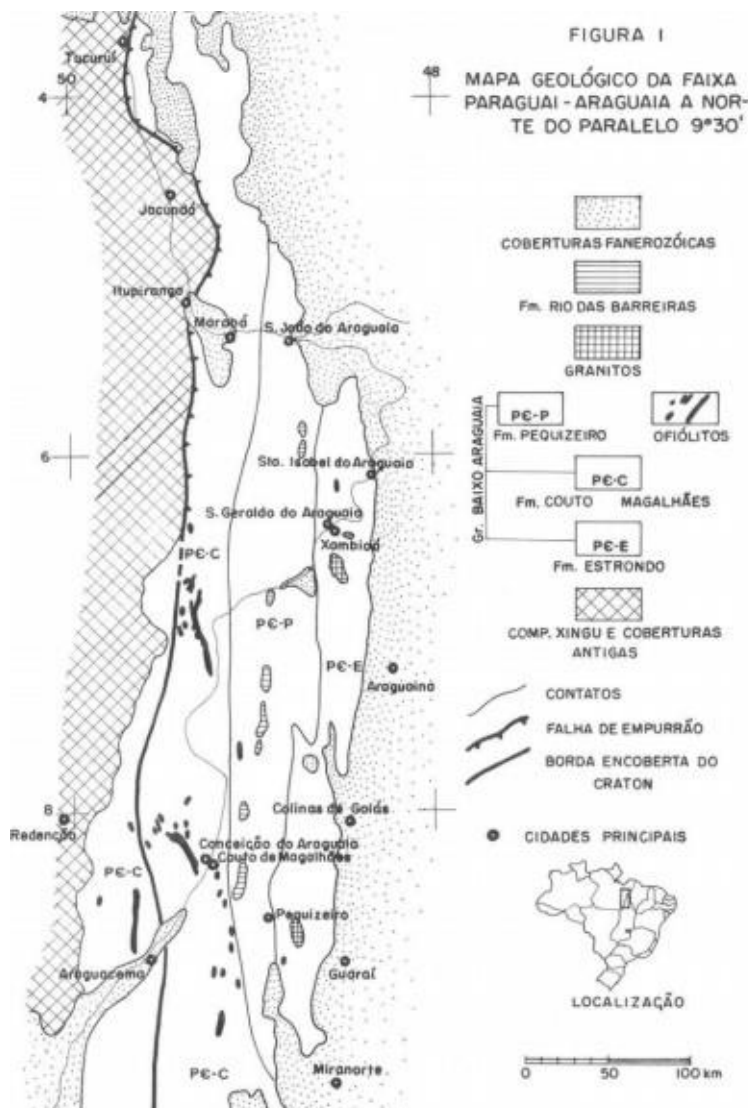 FIGURA I
MAPA GEOLÓGICO DA FAIXA
PARAGUAI-ARAGUAIA A NOR-
TE DO PARALELO 9°30'
50
48
4
6
8
Tucuruí
Jacundá
Itupiranga
Marabá
S. João do Araguaia
Sta. Isabel do Araguaia
S. Geraldo do Araguaia
Xambioá
PЄ-C
PЄ-P
PЄ-E
Araguaina
Colinas de Goiás
Redenção
Conceição do Araguaia
Couto de Magalhães
PЄ-C
Pequizeiro
Araguacema
Guaraí
PЄ-C
Miranorte
COBERTURAS FANEROZÓICAS
Fm. RIO DAS BARREIRAS
GRANITOS
Gr. BAIXO ARAGUAIA
PЄ-P
Fm. PEQUIZEIRO
OFIÓLITOS
PЄ-C
Fm. COUTO MAGALHÃES
PЄ-E
Fm. ESTRONDO
COMP. XINGU E COBERTURAS
ANTIGAS
CONTATOS
FALHA DE EMPURRÃO
BORDA ENCOBERTA DO
CRATON
CIDADES PRINCIPAIS
LOCALIZAÇÃO
0 50 100 km